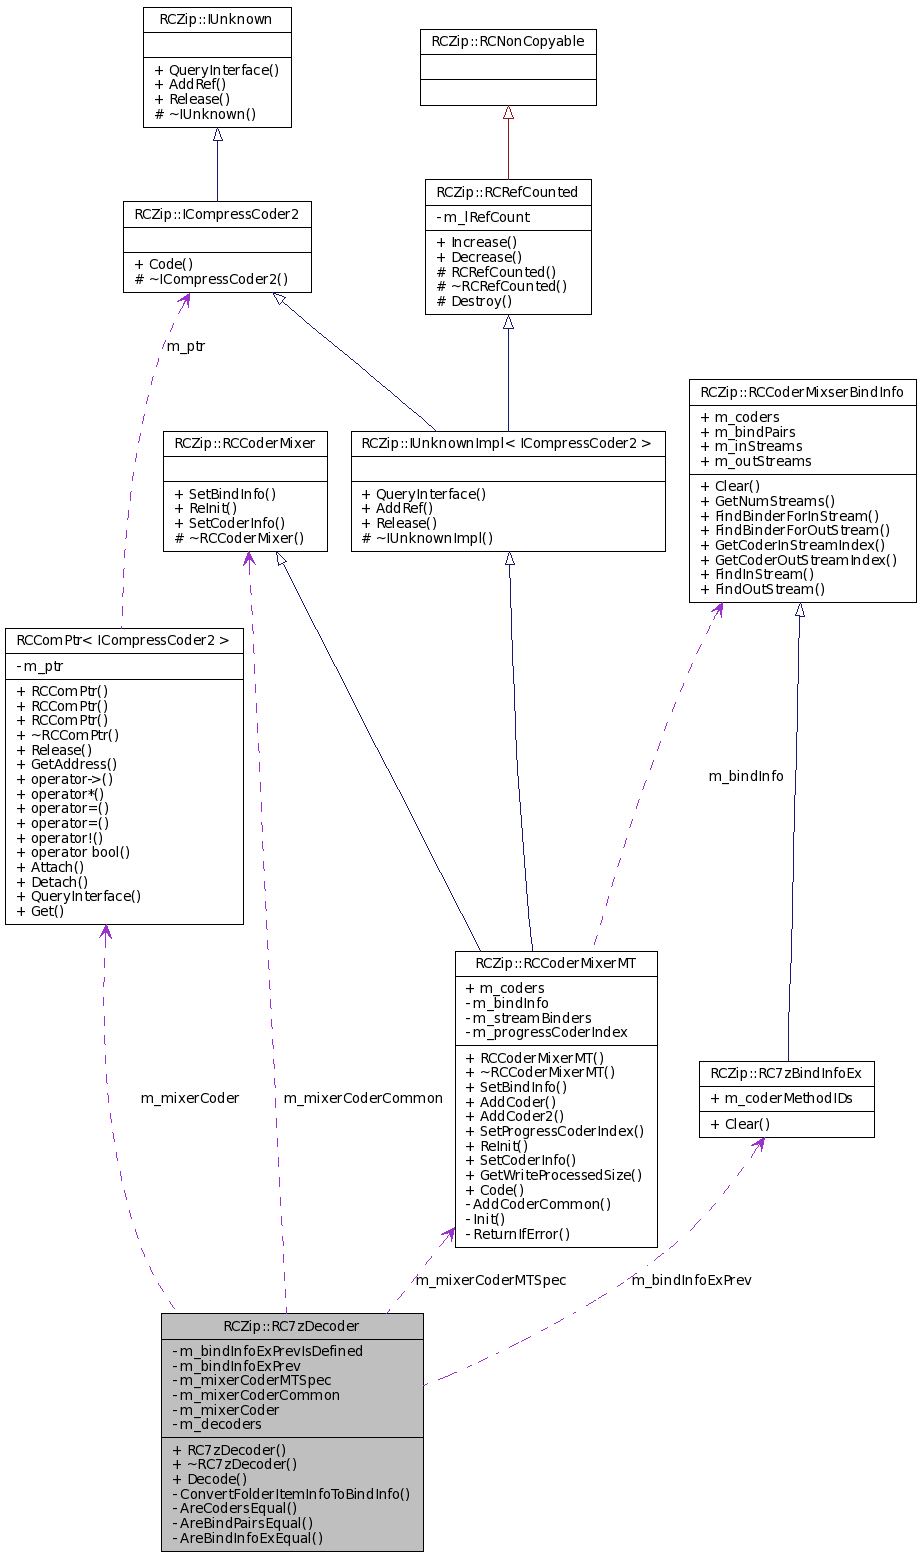 RCZip::IUnknown
+ QueryInterface()
+ AddRef()
+ Release()
# ~IUnknown()
RCZip::RCNonCopyable
RCZip::ICompressCoder2
+ Code()
# ~ICompressCoder2()
RCZip::RCRefCounted
- m_lRefCount
+ Increase()
+ Decrease()
# RCRefCounted()
# ~RCRefCounted()
# Destroy()
m_ptr
RCZip::RCCoderMixer
+ SetBindInfo()
+ ReInit()
+ SetCoderInfo()
# ~RCCoderMixer()
RCZip::IUnknownImpl< ICompressCoder2 >
+ QueryInterface()
+ AddRef()
+ Release()
# ~IUnknownImpl()
RCZip::RCCoderMixserBindInfo
+ m_coders
+ m_bindPairs
+ m_inStreams
+ m_outStreams
+ Clear()
+ GetNumStreams()
+ FindBinderForInStream()
+ FindBinderForOutStream()
+ GetCoderInStreamIndex()
+ GetCoderOutStreamIndex()
+ FindInStream()
+ FindOutStream()
RCComPtr< ICompressCoder2 >
- m_ptr
+ RCComPtr()
+ RCComPtr()
+ RCComPtr()
+ ~RCComPtr()
+ Release()
+ GetAddress()
+ operator->()
+ operator*()
+ operator=()
+ operator=()
+ operator!()
+ operator bool()
+ Attach()
+ Detach()
+ QueryInterface()
+ Get()
m_bindInfo
RCZip::RCCoderMixerMT
+ m_coders
- m_bindInfo
- m_streamBinders
- m_progressCoderIndex
+ RCCoderMixerMT()
+ ~RCCoderMixerMT()
+ SetBindInfo()
+ AddCoder()
+ AddCoder2()
+ SetProgressCoderIndex()
+ ReInit()
+ SetCoderInfo()
+ GetWriteProcessedSize()
+ Code()
- AddCoderCommon()
- Init()
- ReturnIfError()
RCZip::RC7zBindInfoEx
+ m_coderMethodIDs
+ Clear()
m_mixerCoder
m_mixerCoderCommon
m_mixerCoderMTSpec
m_bindInfoExPrev
RCZip::RC7zDecoder
- m_bindInfoExPrevIsDefined
- m_bindInfoExPrev
- m_mixerCoderMTSpec
- m_mixerCoderCommon
- m_mixerCoder
- m_decoders
+ RC7zDecoder()
+ ~RC7zDecoder()
+ Decode()
- ConvertFolderItemInfoToBindInfo()
- AreCodersEqual()
- AreBindPairsEqual()
- AreBindInfoExEqual()